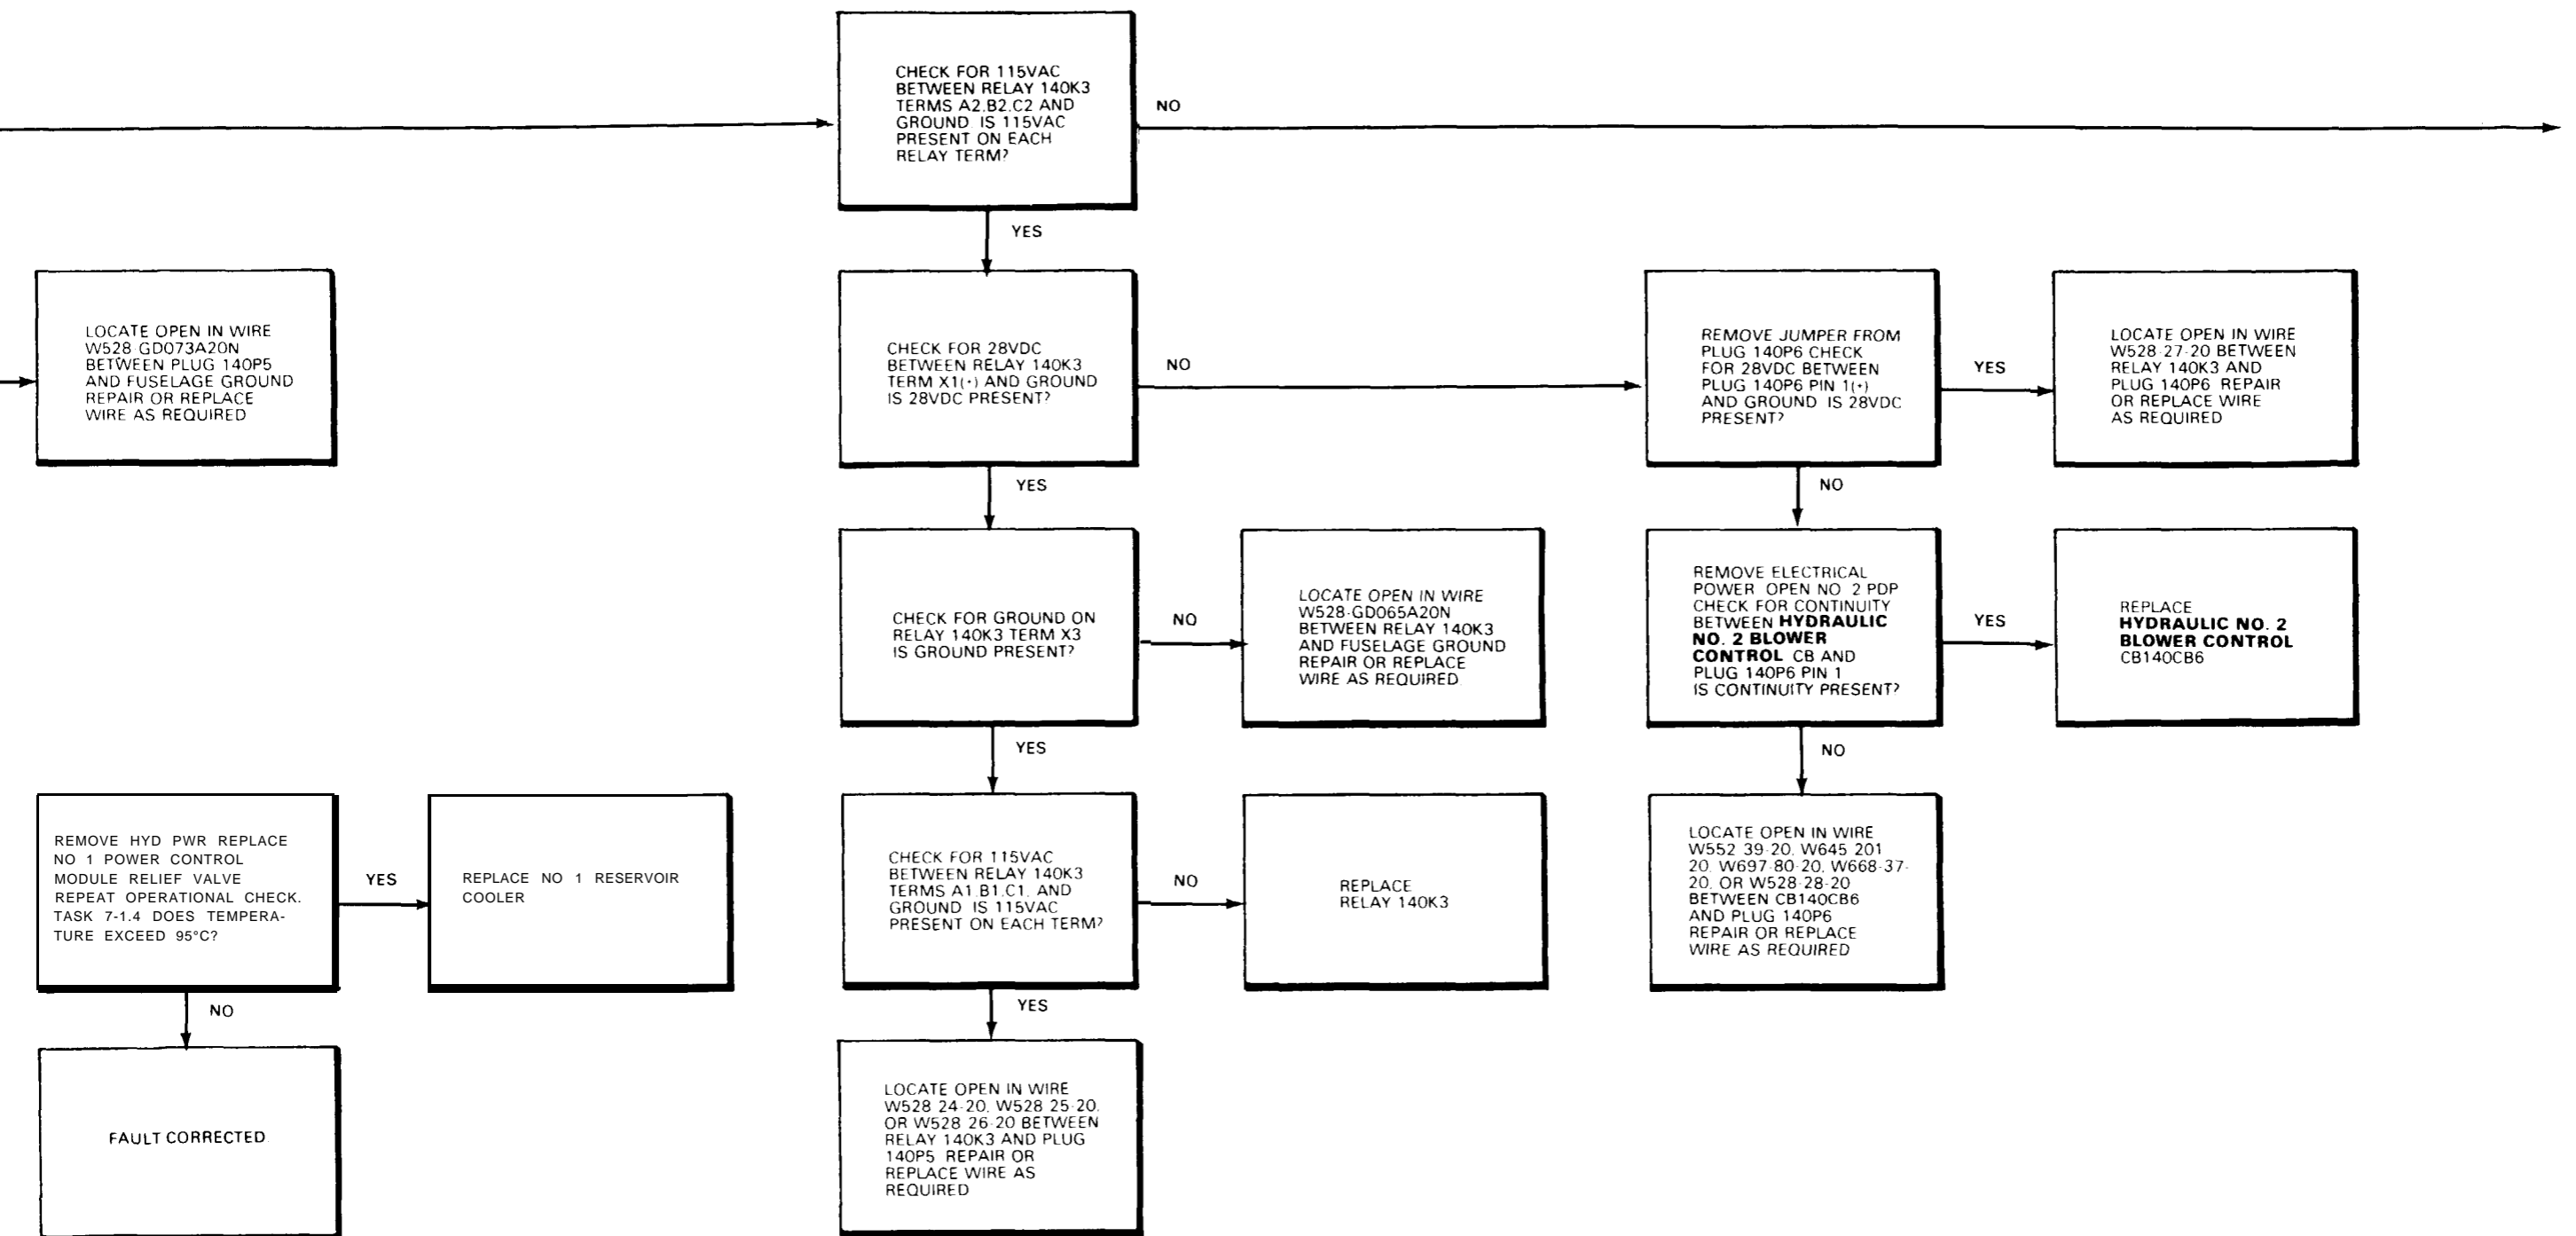 CHECK FOR 115VAC
BETWEEN RELAY 140K3
TERMS A2,B2,C2 AND
GROUND. IS 115VAC
PRESENT ON EACH
RELAY TERM?
NO
YES
LOCATE OPEN IN WIRE
W528-GD073A20N
BETWEEN PLUG 140P5
AND FUSELAGE GROUND
REPAIR OR REPLACE
WIRE AS REQUIRED
CHECK FOR 28VDC
BETWEEN RELAY 140K3
TERM X1(+) AND GROUND
IS 28VDC PRESENT?
NO
REMOVE JUMPER FROM
PLUG 140P6 CHECK
FOR 28VDC BETWEEN
PLUG 140P6 PIN 1(+)
AND GROUND IS 28VDC
PRESENT?
YES
LOCATE OPEN IN WIRE
W528-27-20 BETWEEN
RELAY 140K3 AND
PLUG 140P6 REPAIR
OR REPLACE WIRE
AS REQUIRED
YES
NO
CHECK FOR GROUND ON
RELAY 140K3 TERM X3
IS GROUND PRESENT?
NO
LOCATE OPEN IN WIRE
W528-GD065A20N
BETWEEN RELAY 140K3
AND FUSELAGE GROUND
REPAIR OR REPLACE
WIRE AS REQUIRED
REMOVE ELECTRICAL
POWER OPEN NO 2 PDP
CHECK FOR CONTINUITY
BETWEEN HYDRAULIC
NO. 2 BLOWER
CONTROL CB AND
PLUG 140P6 PIN 1
IS CONTINUITY PRESENT?
YES
REPLACE
HYDRAULIC NO. 2
BLOWER CONTROL
CB140CB6
YES
NO
REMOVE HYD PWR REPLACE
NO 1 POWER CONTROL
MODULE RELIEF VALVE
REPEAT OPERATIONAL CHECK.
TASK 7-1.4 DOES TEMPERA-
TURE EXCEED 95°C?
YES
REPLACE NO 1 RESERVOIR
COOLER
CHECK FOR 115VAC
BETWEEN RELAY 140K3
TERMS A1,B1,C1, AND
GROUND IS 115VAC
PRESENT ON EACH TERM?
NO
REPLACE
RELAY 140K3
LOCATE OPEN IN WIRE
W552 39-20, W645 201
20, W697-80-20, W668-37-
20, OR W528-28-20
BETWEEN CB140CB6
AND PLUG 140P6
REPAIR OR REPLACE
WIRE AS REQUIRED
NO
YES
FAULT CORRECTED
LOCATE OPEN IN WIRE
W528 24-20, W528 25-20,
OR W528 26-20 BETWEEN
RELAY 140K3 AND PLUG
140P5 REPAIR OR
REPLACE WIRE AS
REQUIRED